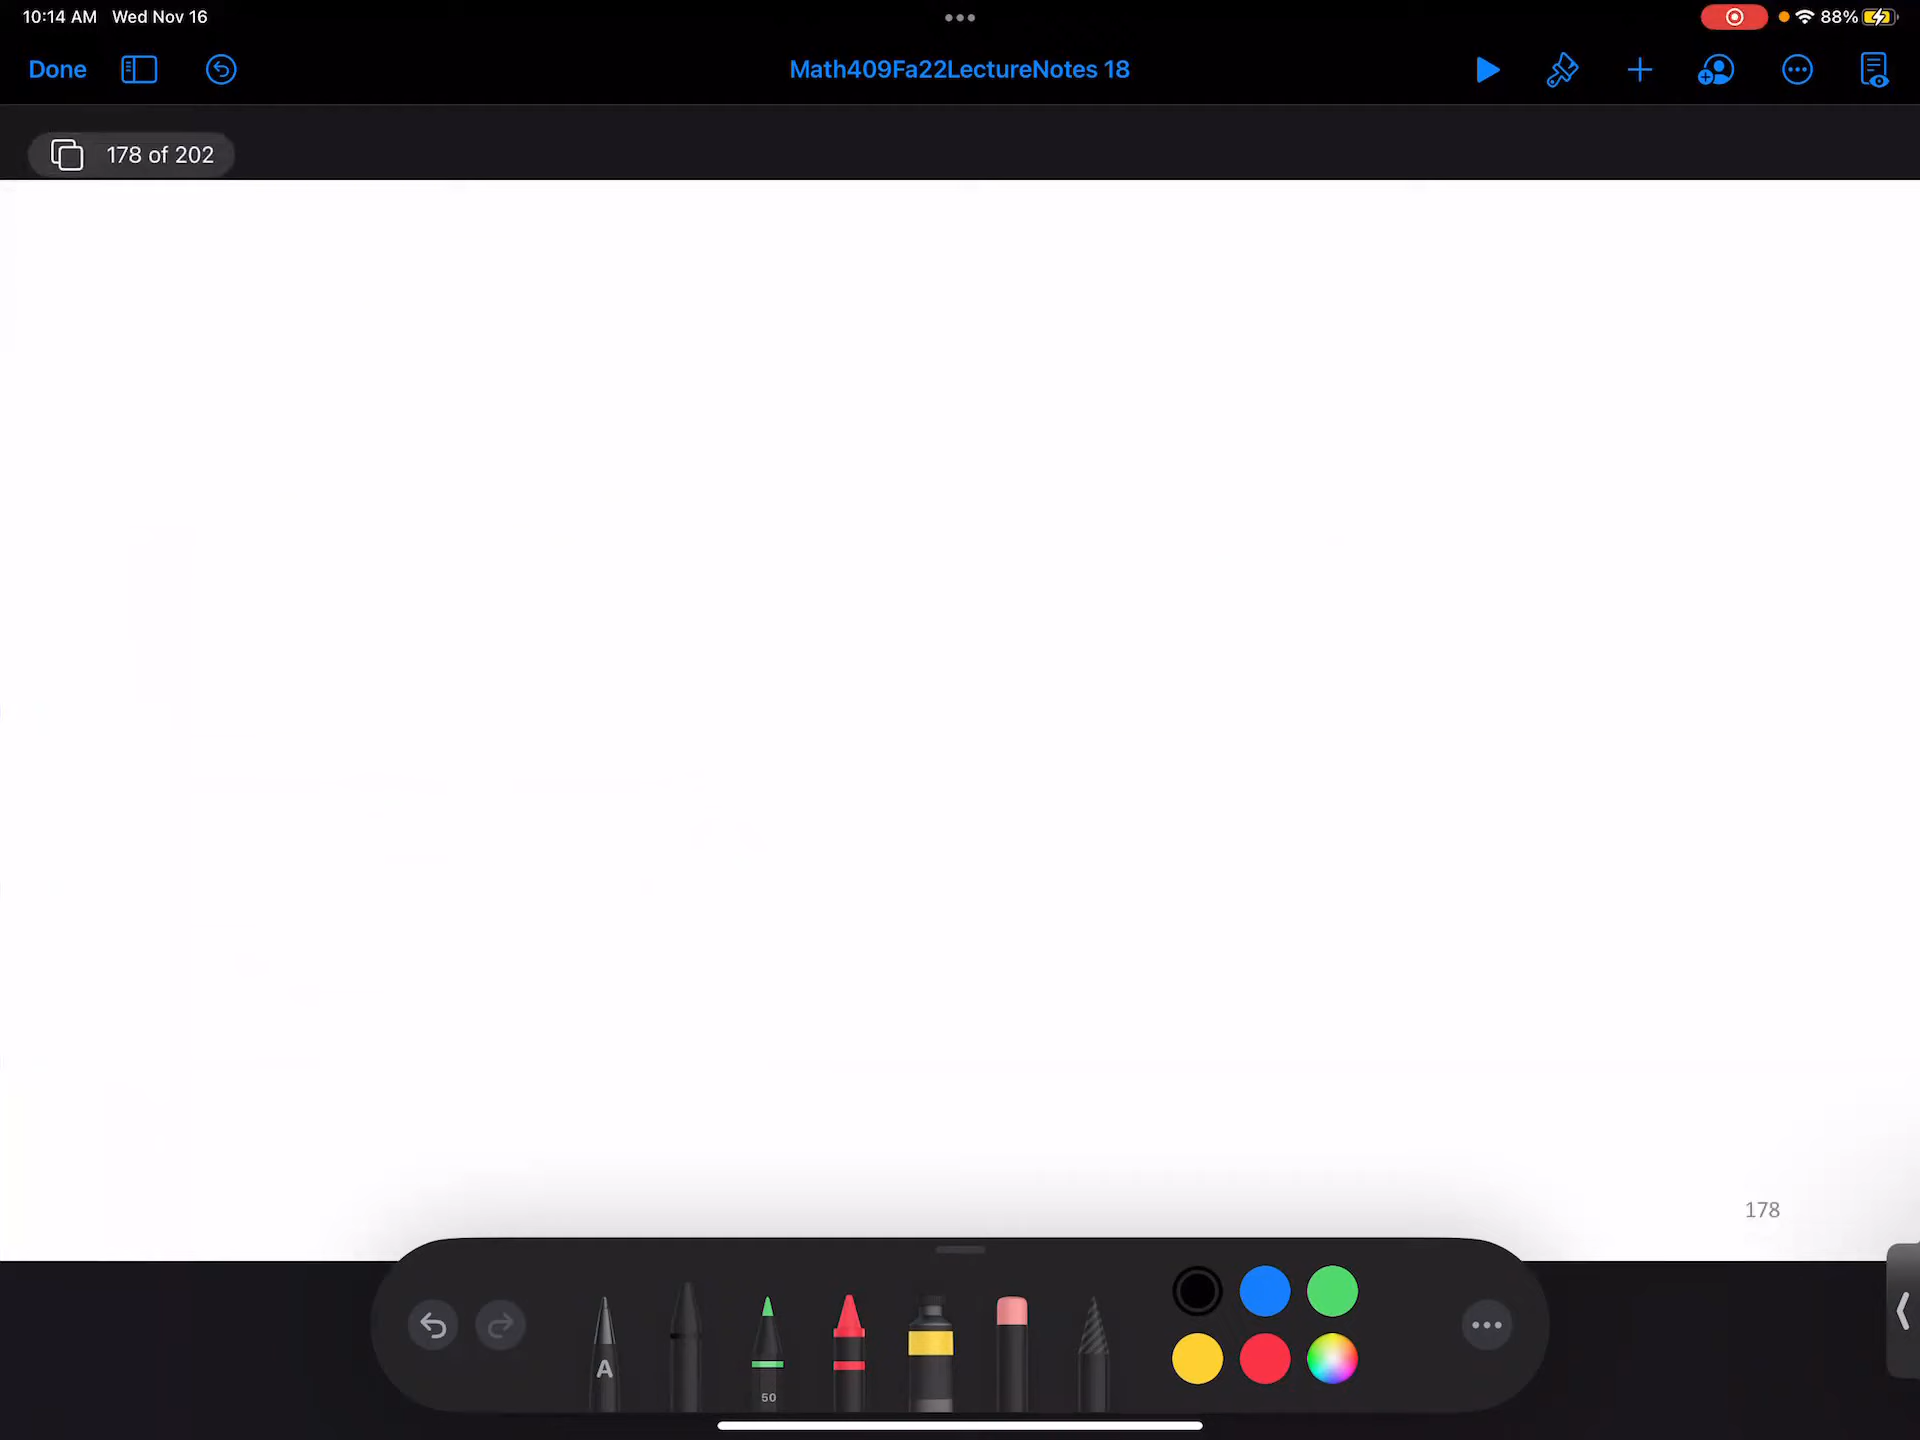 10:14 AM Wed Nov 16
88%
Done
Math409Fa22LectureNotes 18
178 of 202
178
A
50